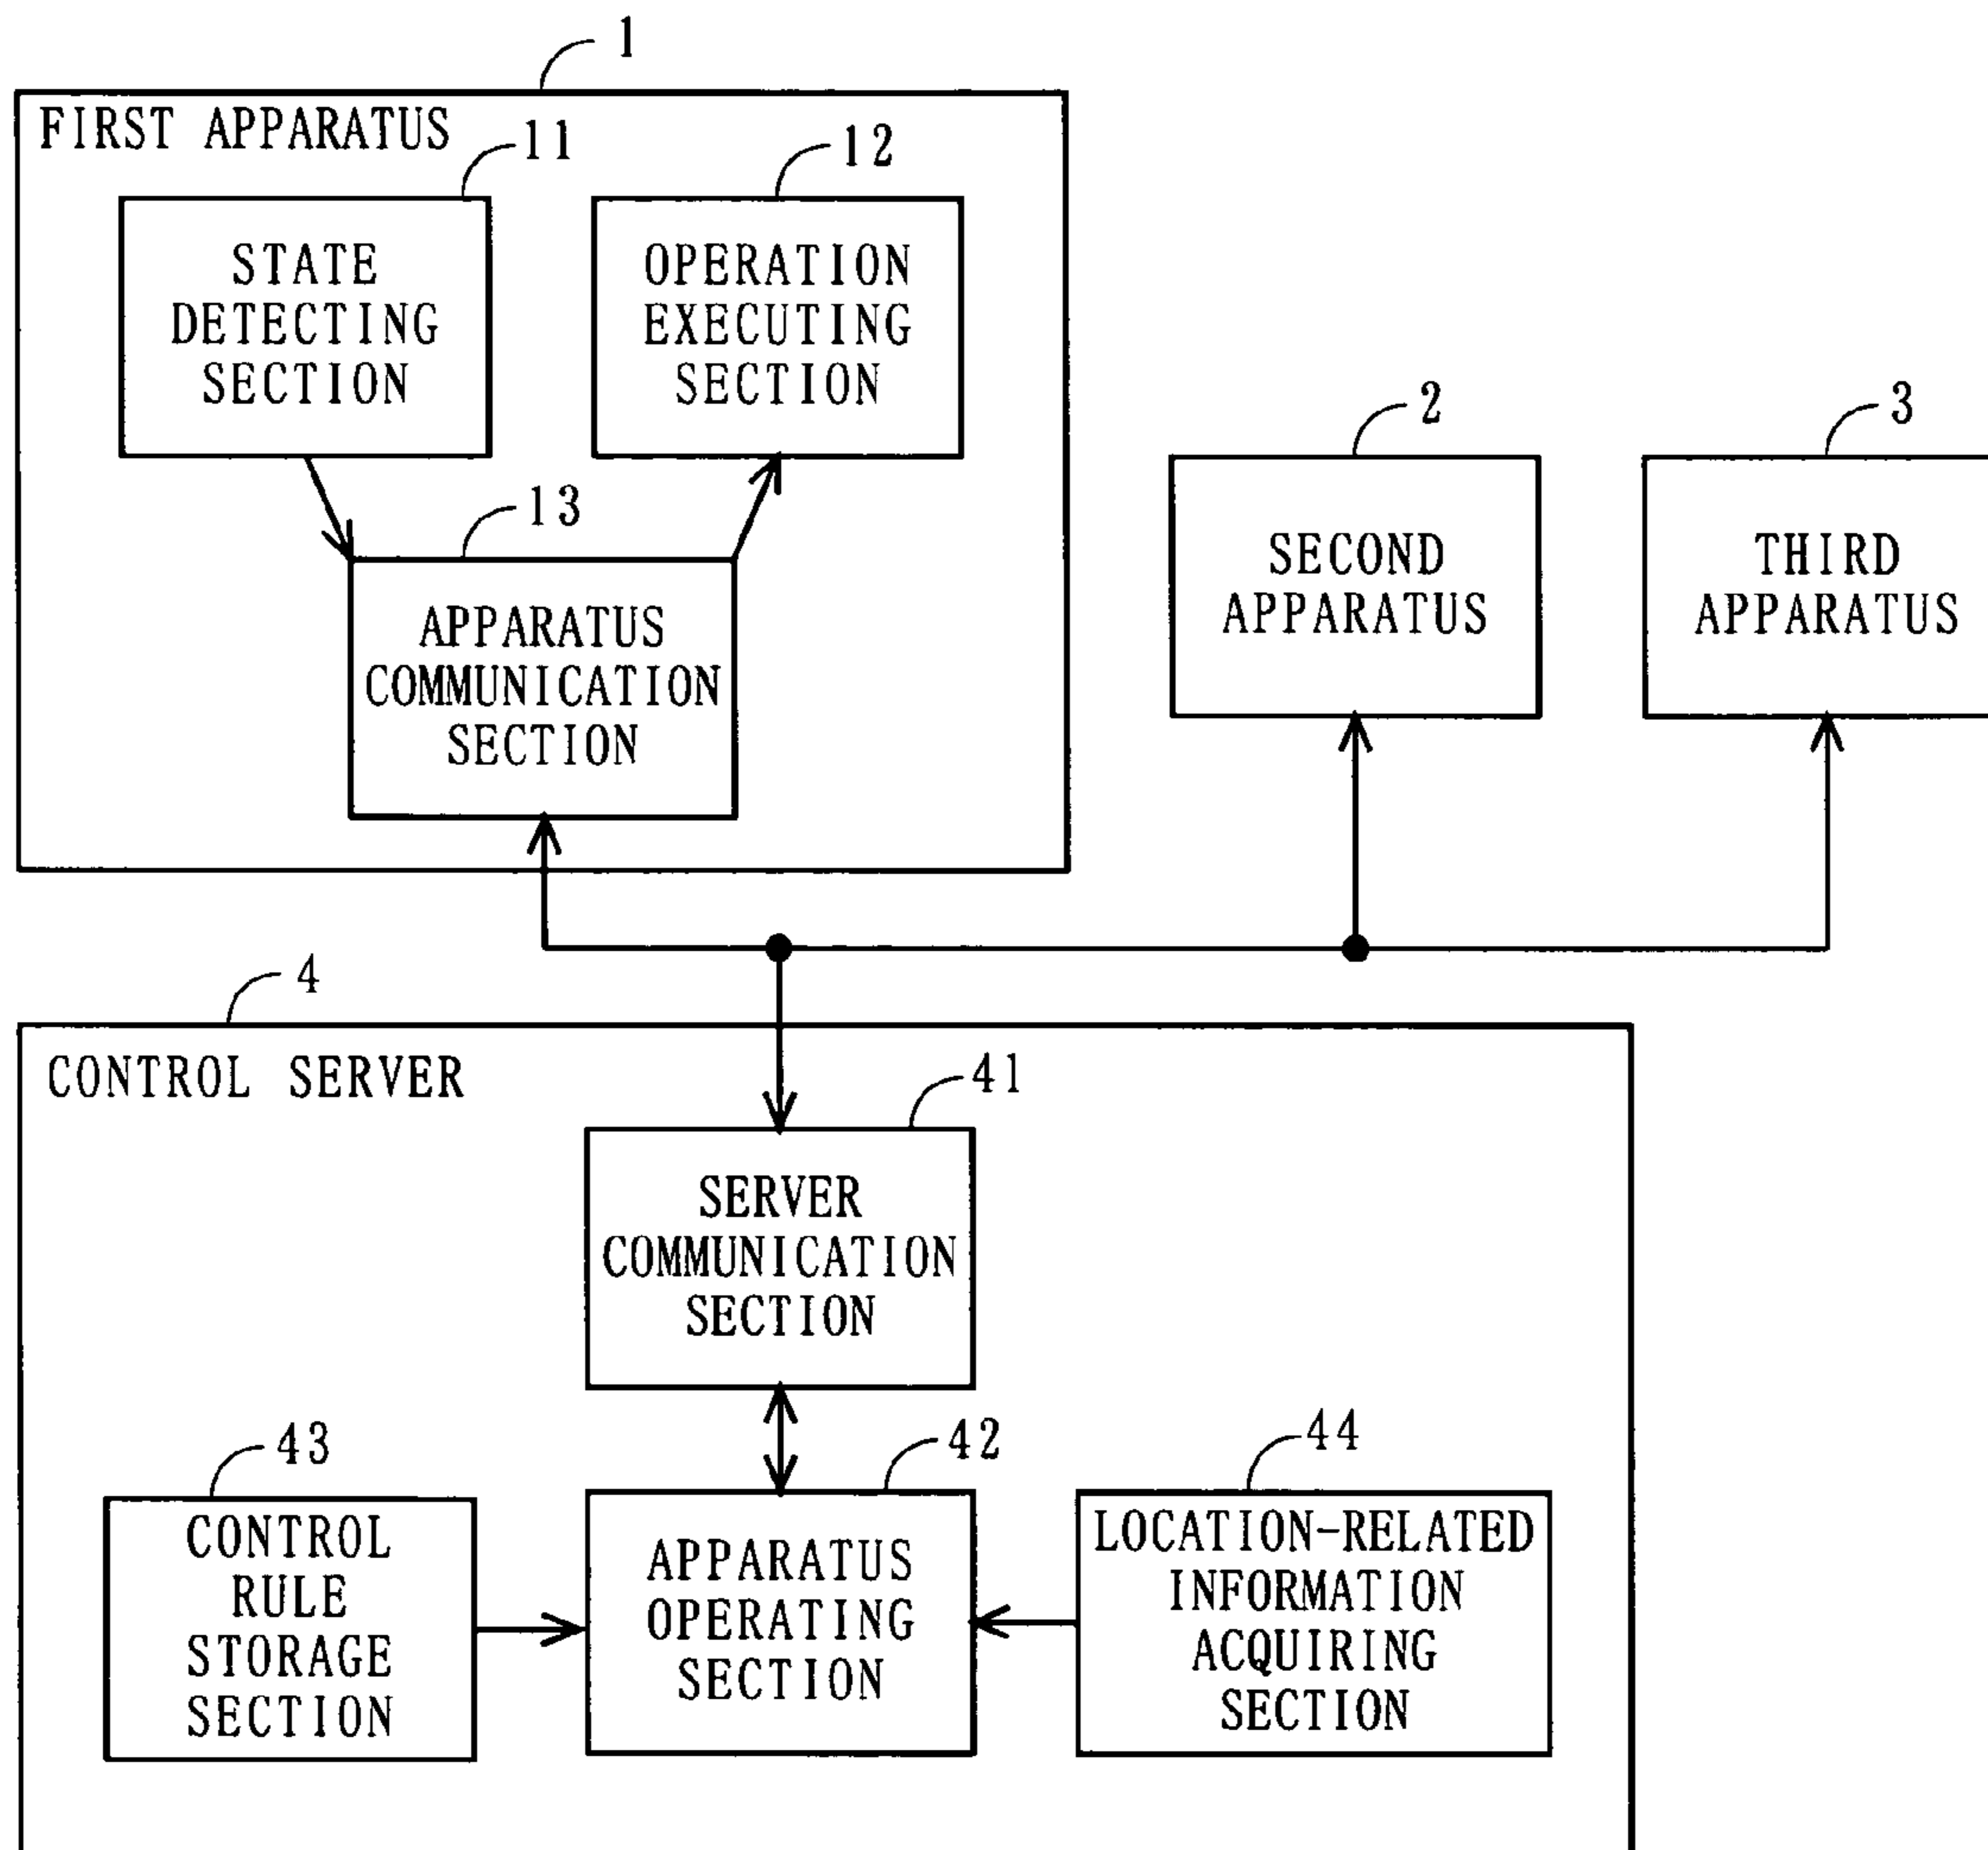 1
FIRST APPARATUS
11
12
STATE
DETECTING
SECTION
OPERATION
EXECUTING
SECTION
13
APPARATUS
COMMUNICATION
SECTION
2
SECOND
APPARATUS
3
THIRD
APPARATUS
4
CONTROL SERVER
41
SERVER
COMMUNICATION
SECTION
43
CONTROL
RULE
STORAGE
SECTION
42
APPARATUS
OPERATING
SECTION
44
LOCATION-RELATED
INFORMATION
ACQUIRING
SECTION